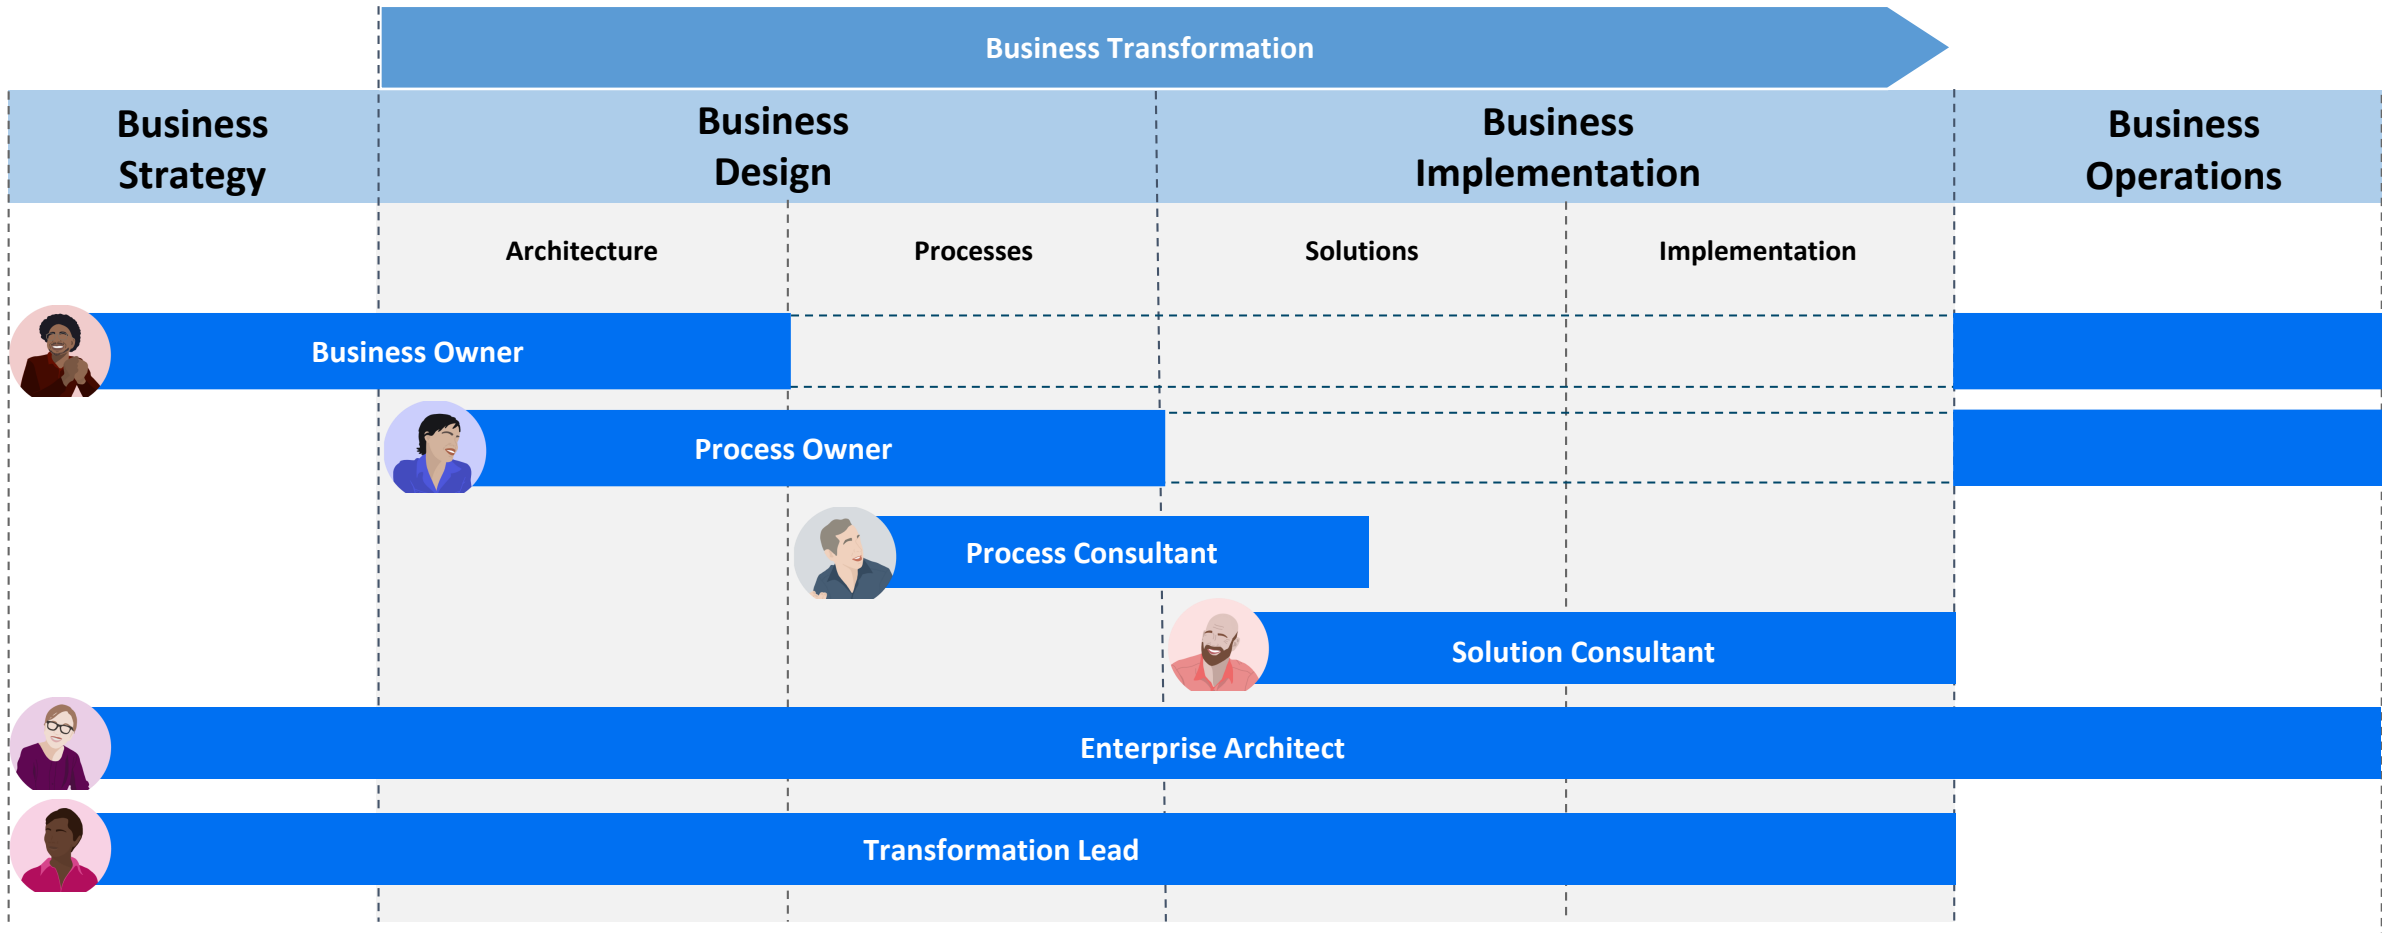 Business Transformation
Business
Strategy
Business
Design
Business
Implementation
Business
Operations
Architecture
Processes
Solutions
Implementation
Business Owner
Process Owner
Process Consultant
Solution Consultant
Enterprise Architect
Transformation Lead